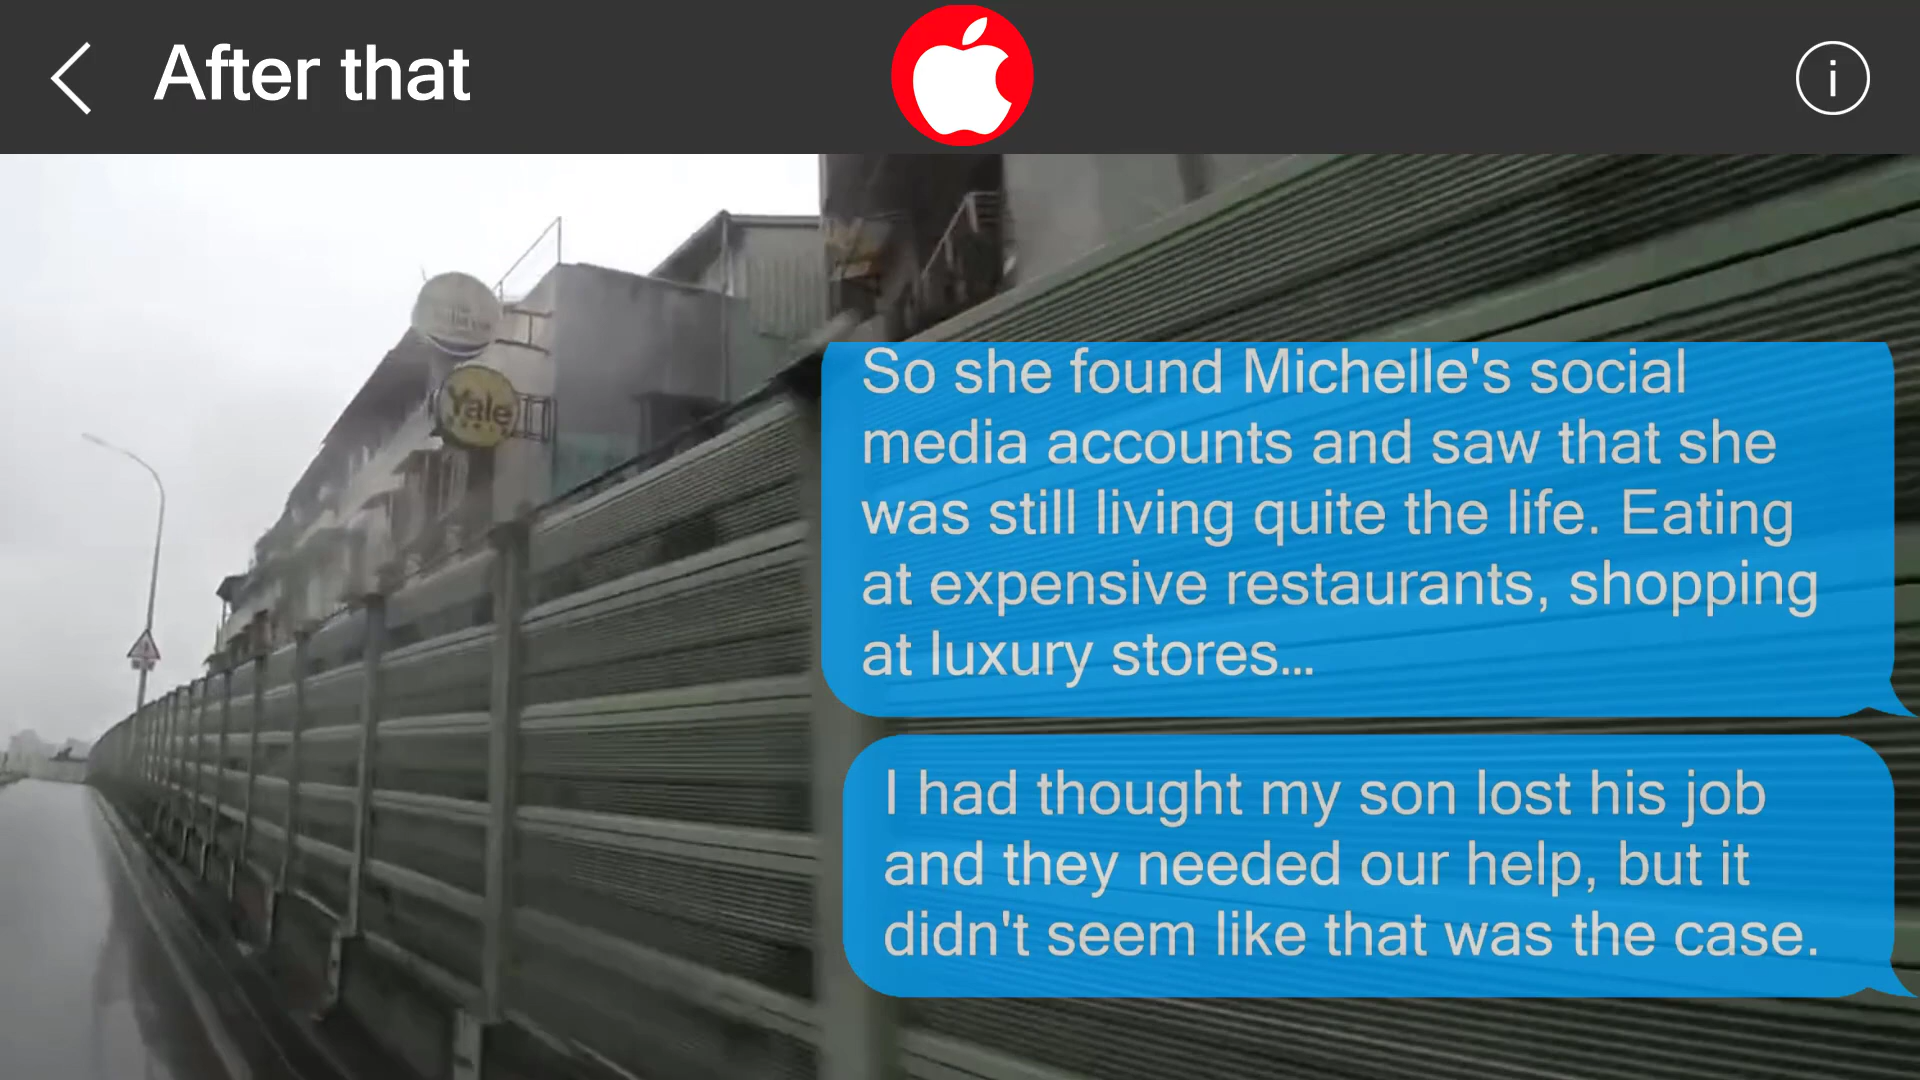 After that
So she found Michelle's social
media accounts and saw that she
was still living quite the life. Eating
at expensive restaurants, shopping
at luxury stores...
I had thought my son lost his job
and they needed our help, but it
didn't seem like that was the case.
Yale